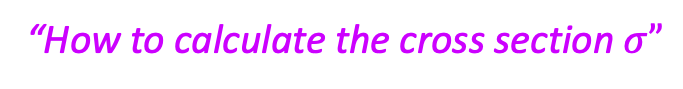 “How to calculate the cross section σ”